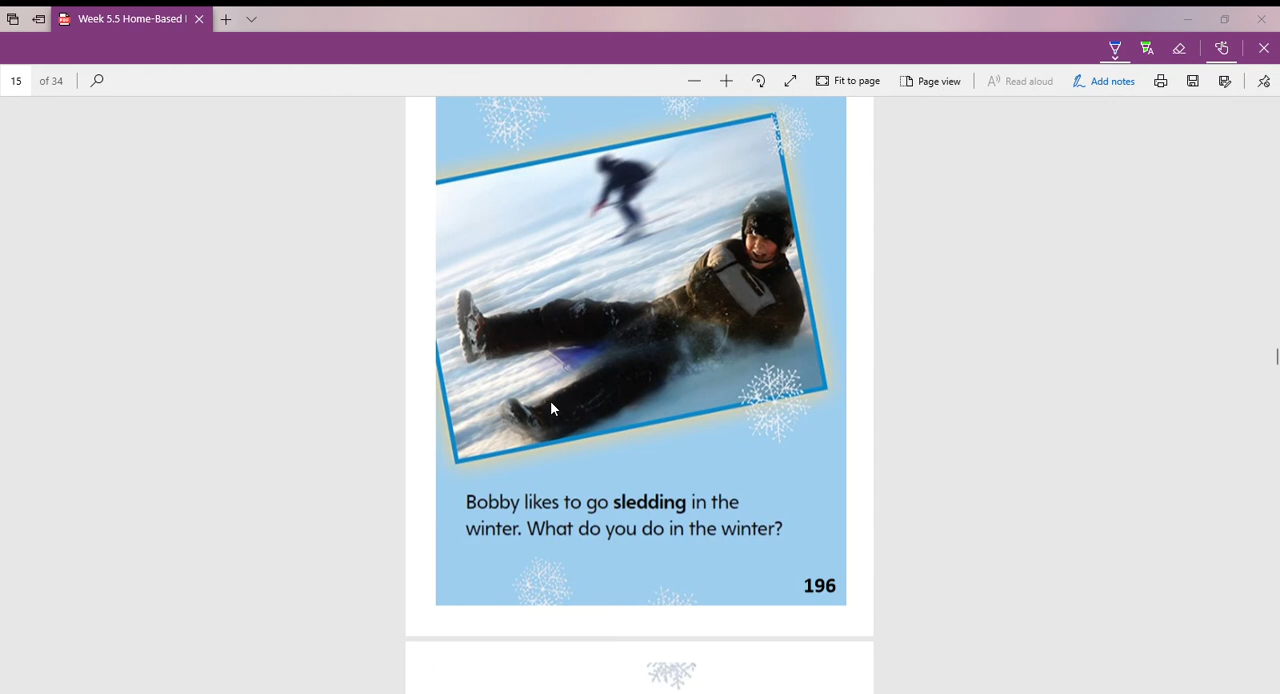 Week 5.5 Home-Based
15 of 34
Fit to page
Page view
Read aloud
Add notes
Bobby likes to go sledding in the
winter. What do you do in the winter?
196